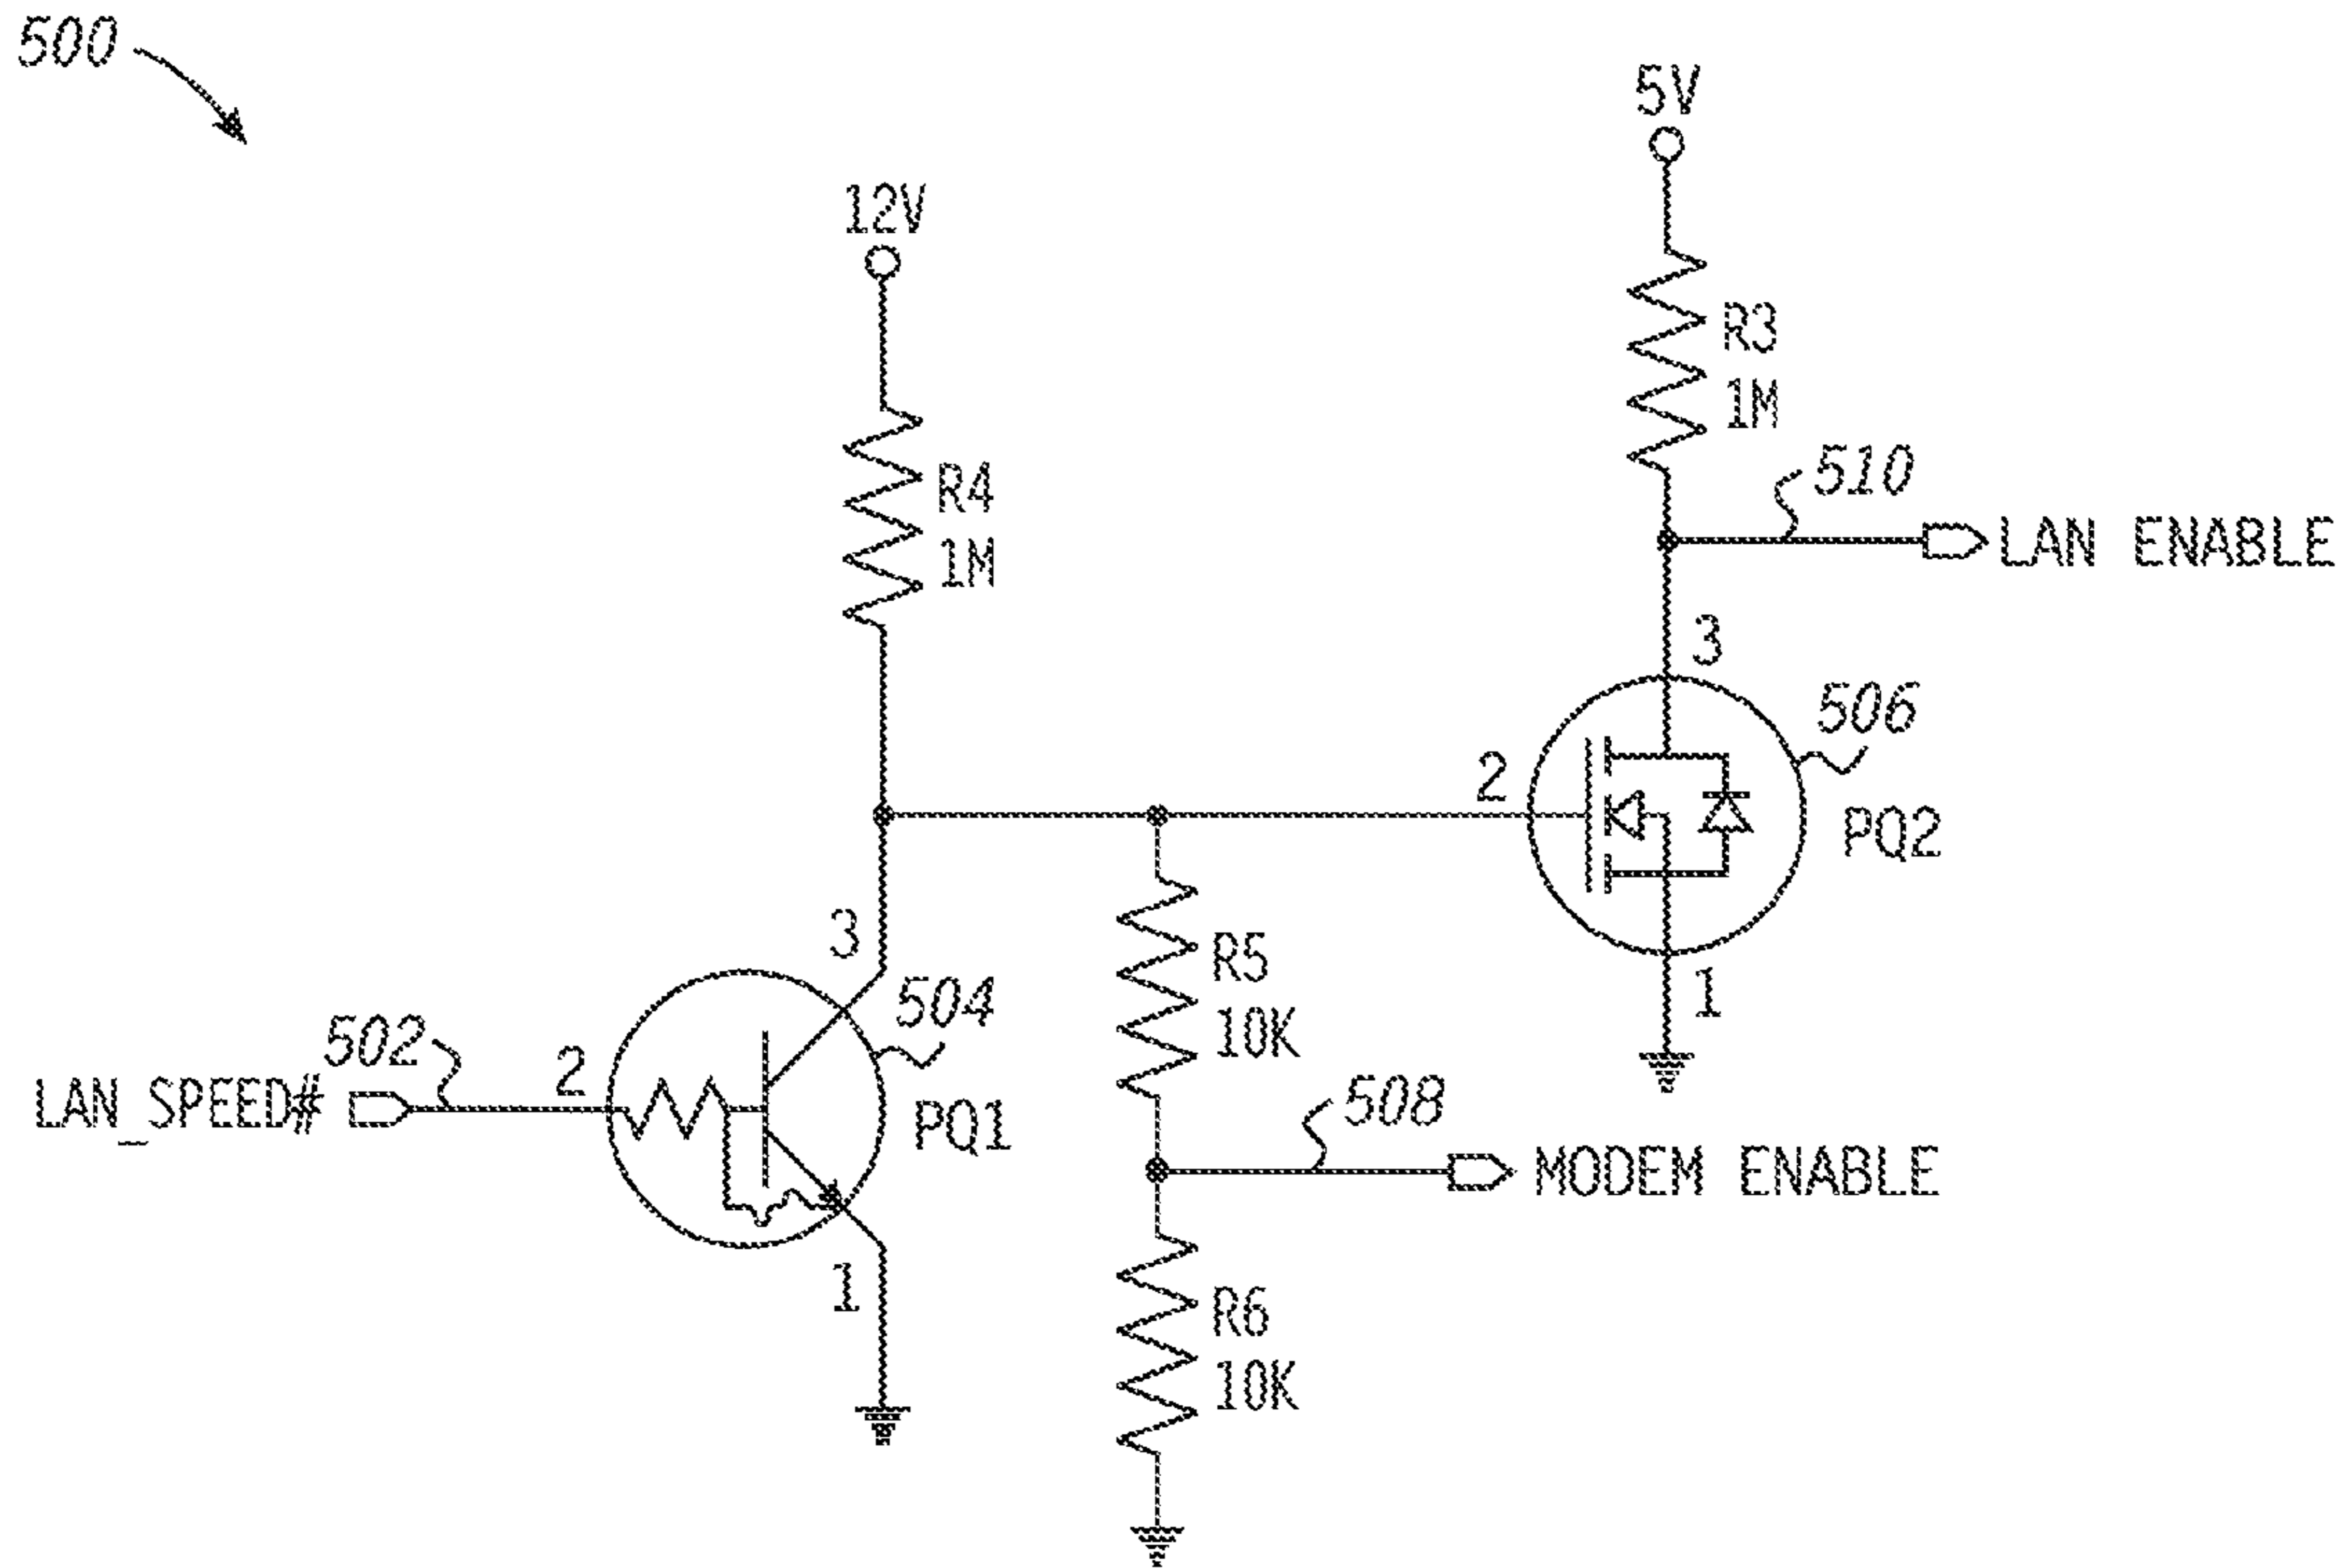 500
5V
12V
R3
1M
510
LAN ENABLE
R4
1M
3
506
2
PQ2
3
504
R5
10K
1
502
2
LAN_SPEED#
PQ1
508
MODEM ENABLE
1
R6
10K